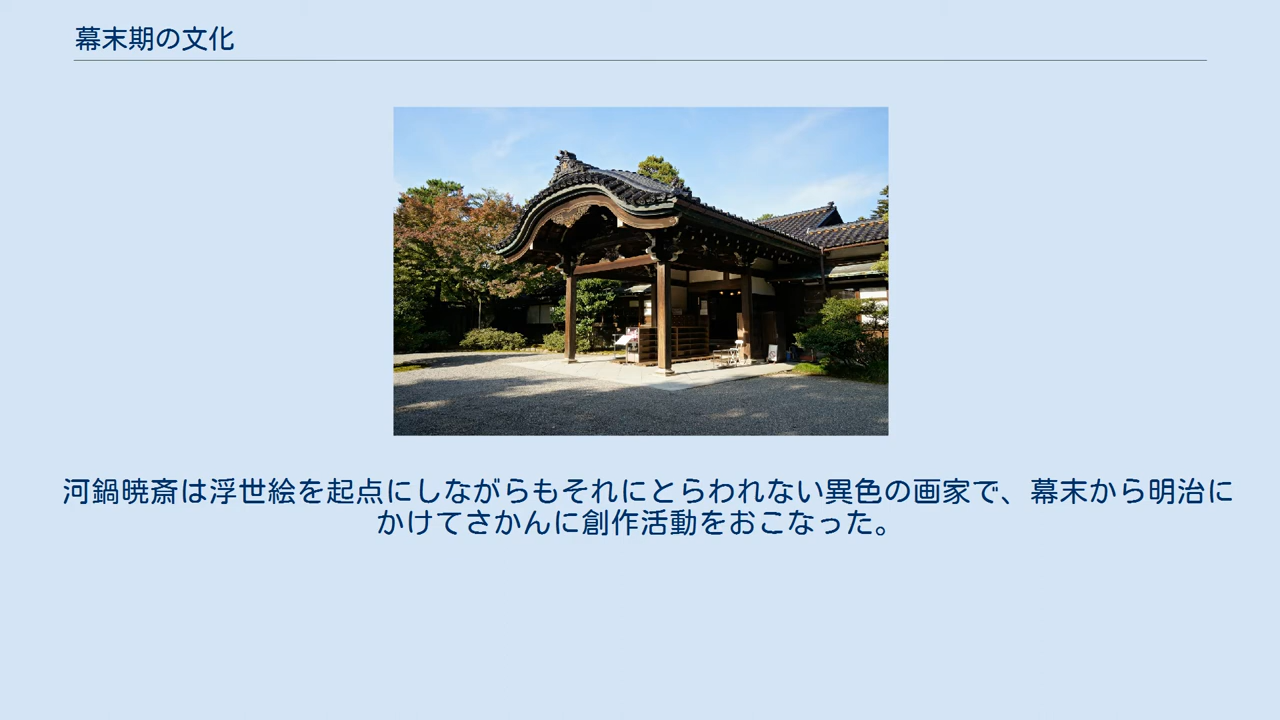 幕末期の文化
河鍋暁斎は浮世絵を起点にしながらもそれにとらわれない異色の画家で、幕末から明治に
かけてさかんに創作活動をおこなった。